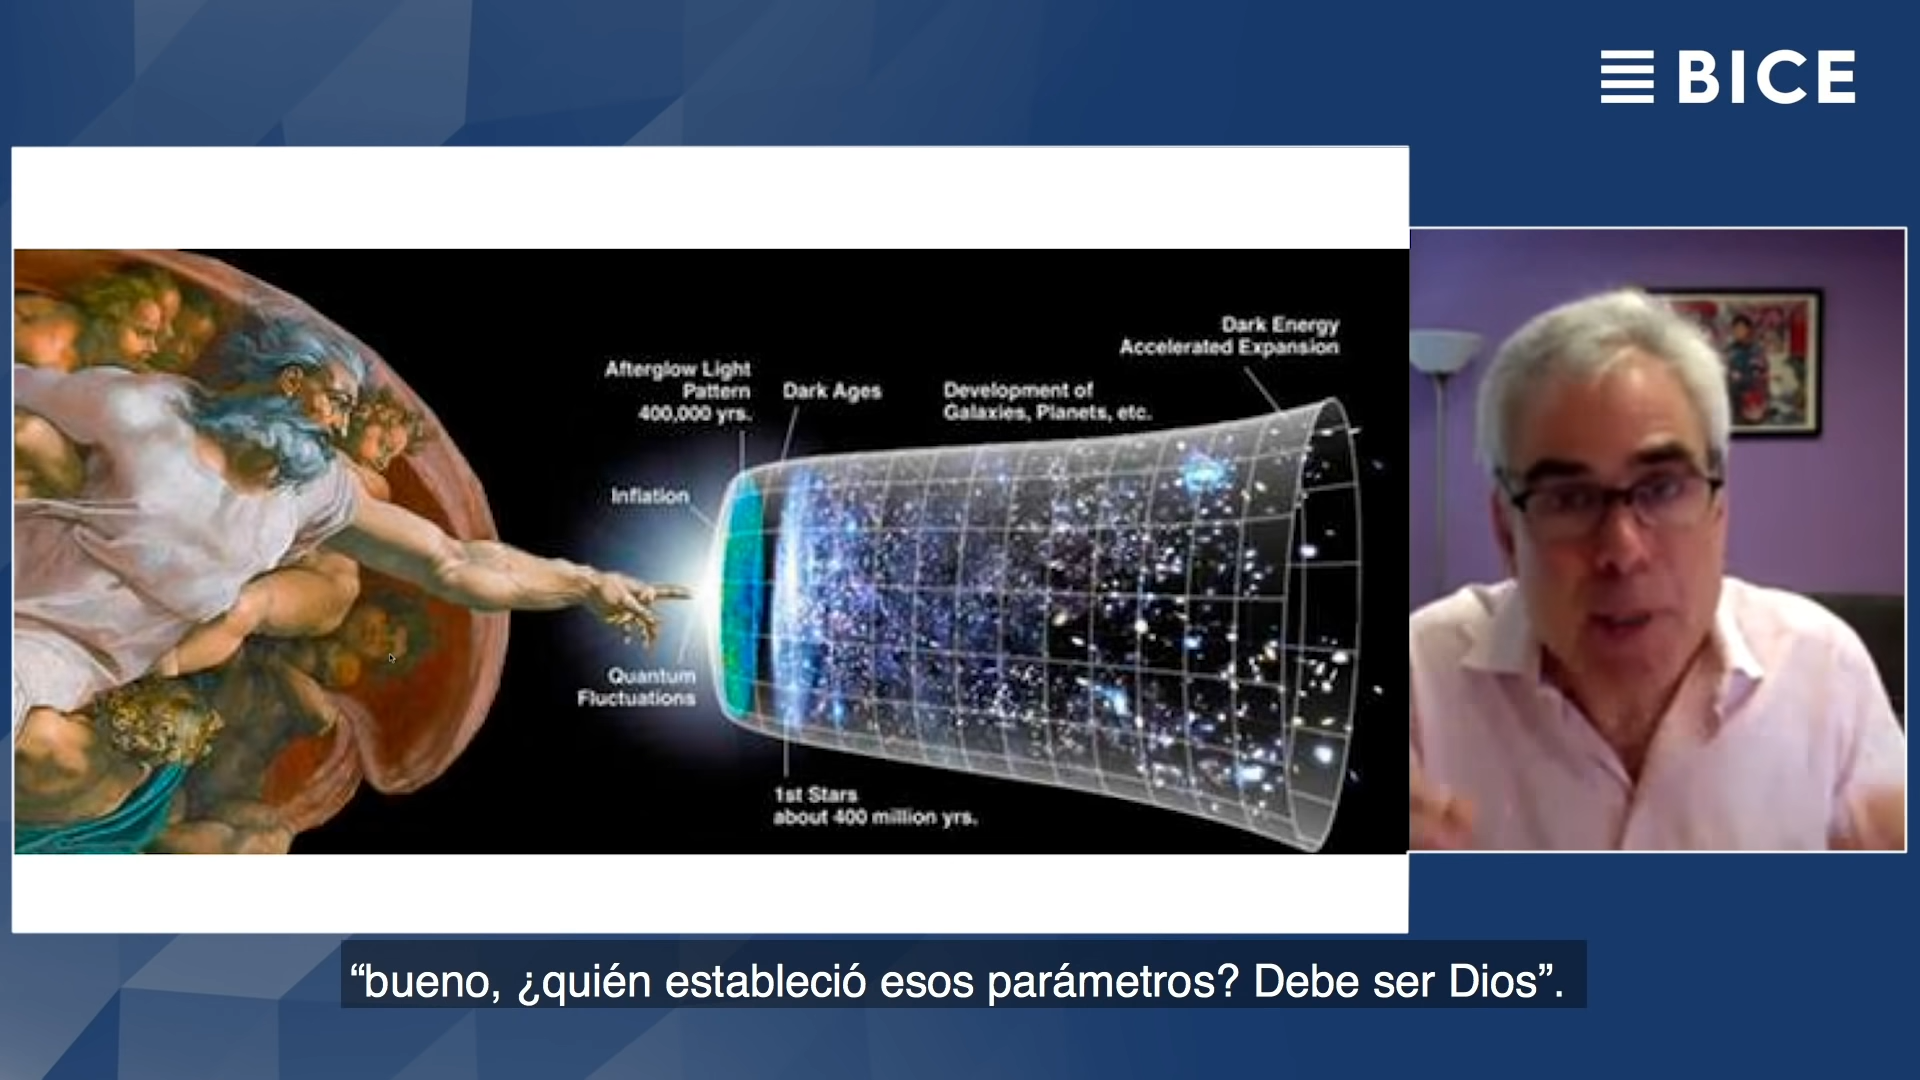 BICE
Dark Energy
Accelerated Expansion
Afterglow Light
Pattern
400,000 yrs.
Dark Ages
Development of
Galaxies, Planets, etc.
Inflation
Quantum
Fluctuations
1st Stars
about 400 million yrs.
“bueno, ¿quién estableció esos parámetros? Debe ser Dios”.